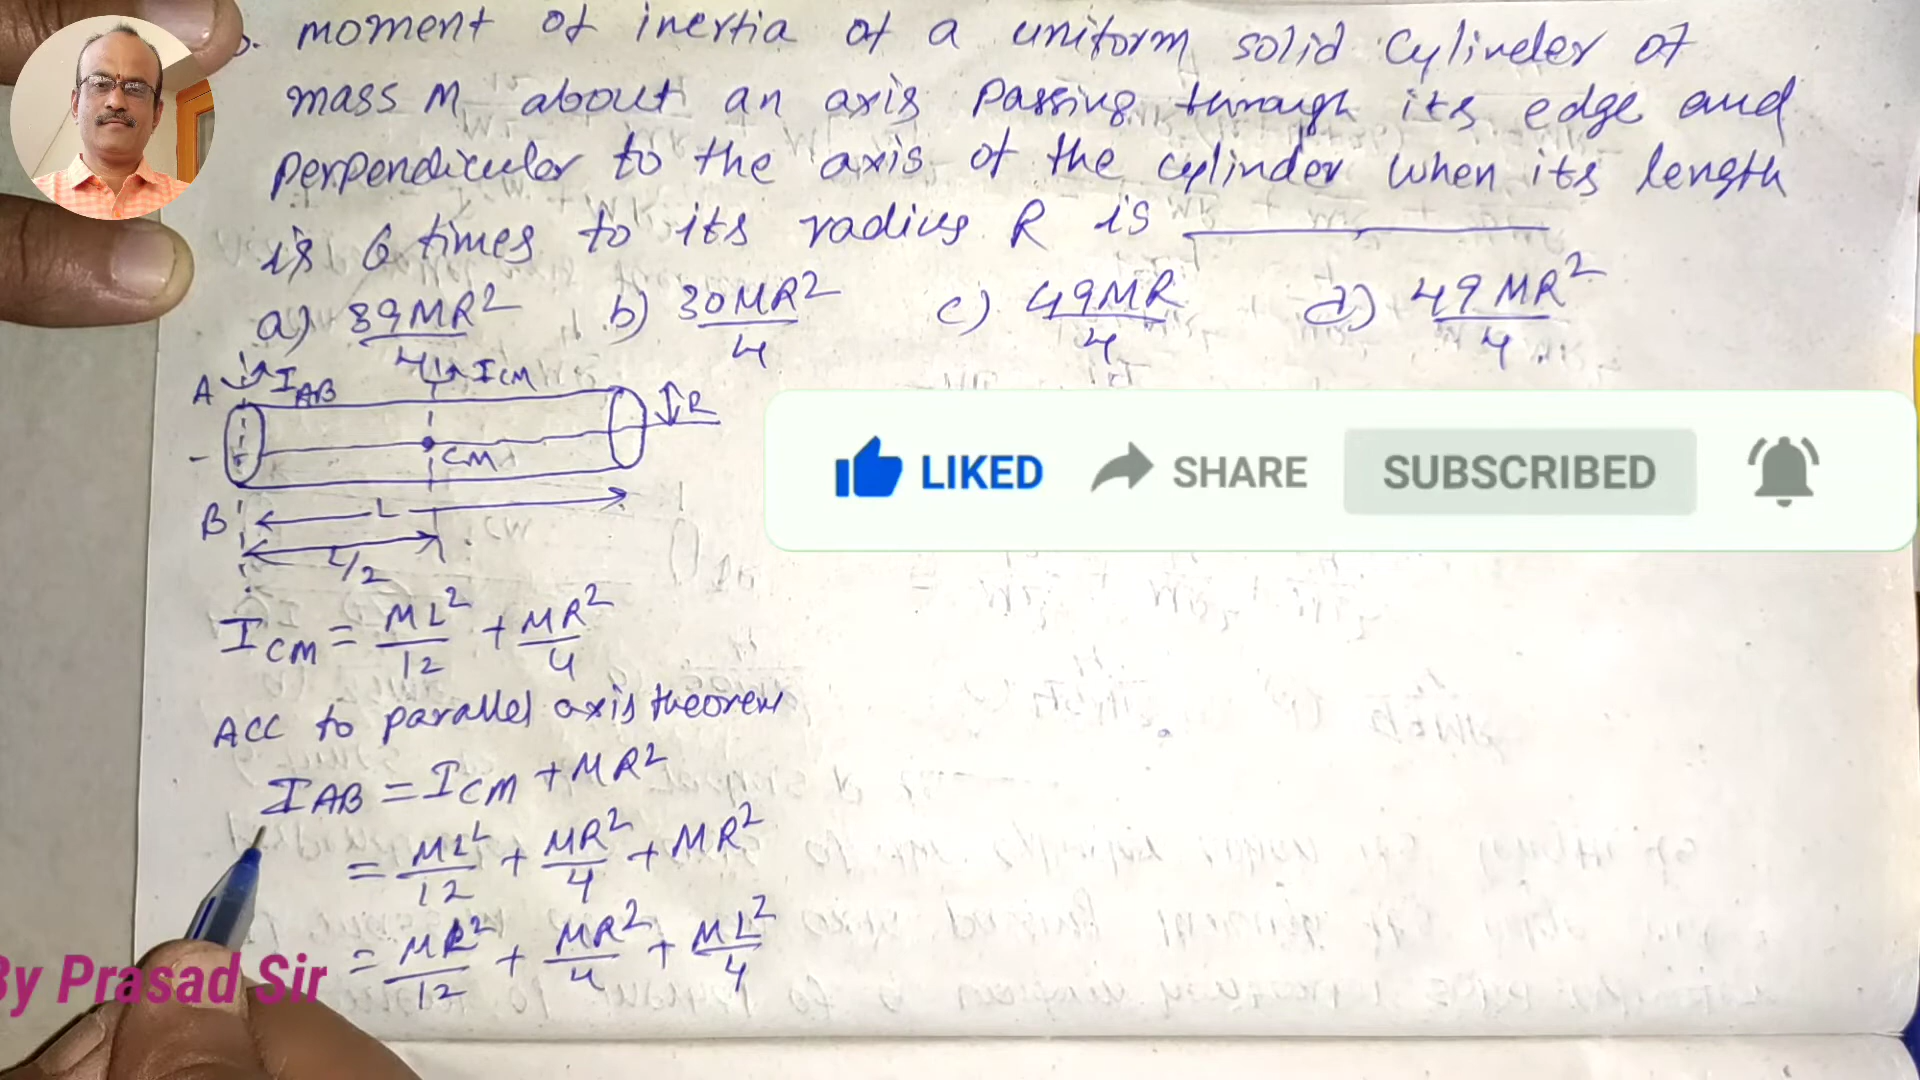 moment of inertia of a uniform solid cylinder of
mass M about an axis passing through its edge and
perpendicular to the axis of the cylinder when its length
is 6 times to its radius R is
a) 39MR²/4 b) 30MR²/4 c) 49MR/4 d) 49MR²/4
A I_AB I_CM
R
CM
B L
L/2
I_CM = ML²/12 + MR²/4
ACC to parallel axis theorem
I_AB = I_CM + MR²
= ML²/12 + MR²/4 + MR²
= ML²/12 + MR²/4 + ML²/4
LIKED SHARE SUBSCRIBED
By Prasad Sir